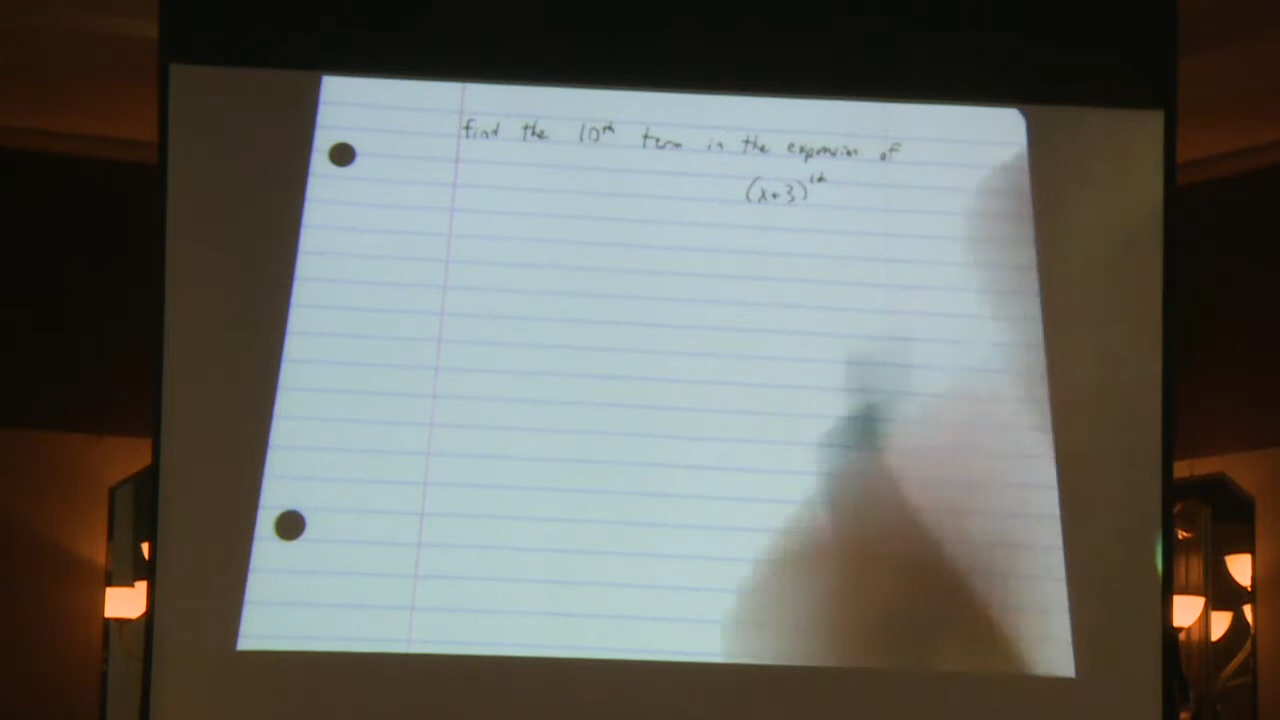 find the 10th term in the expansion of
(x+3)